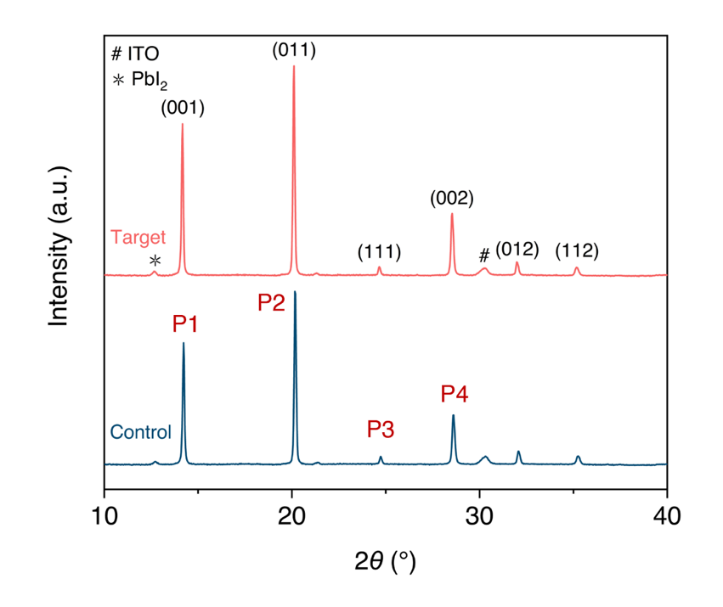 # ITO
* PbI₂
(001)
(011)
(111)
(002)
#
(012)
(112)
Target
*
P1
P2
P3
P4
Control
Intensity (a.u.)
10
20
30
40
2θ (°)